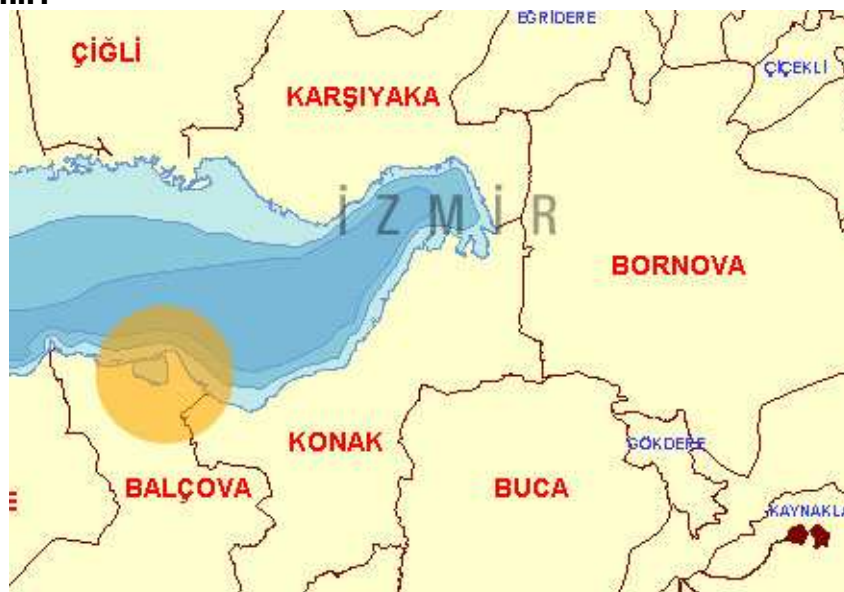 EĞRİDERE
ÇİĞLİ
ÇİÇEKLİ
KARŞIYAKA
İZMİR
BORNOVA
KONAK
GÖKDERE
BALÇOVA
BUCA